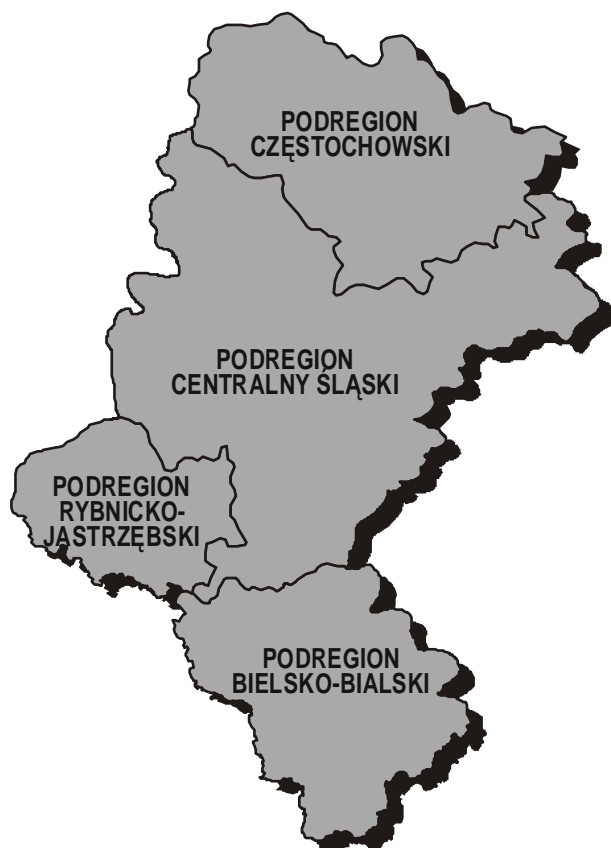 PODREGION
CZĘSTOCHOWSKI
PODREGION
CENTRALNY ŚLĄSKI
PODREGION
RYBNICKO-
JASTRZĘBSKI
PODREGION
BIELSKO-BIALSKI